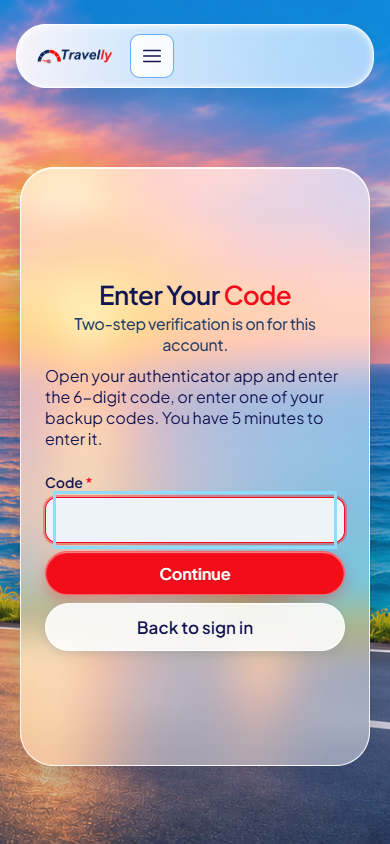 Travelly
Enter Your Code
Two-step verification is on for this
account.
Open your authenticator app and enter
the 6-digit code, or enter one of your
backup codes. You have 5 minutes to
enter it.
Code *
Continue
Back to sign in